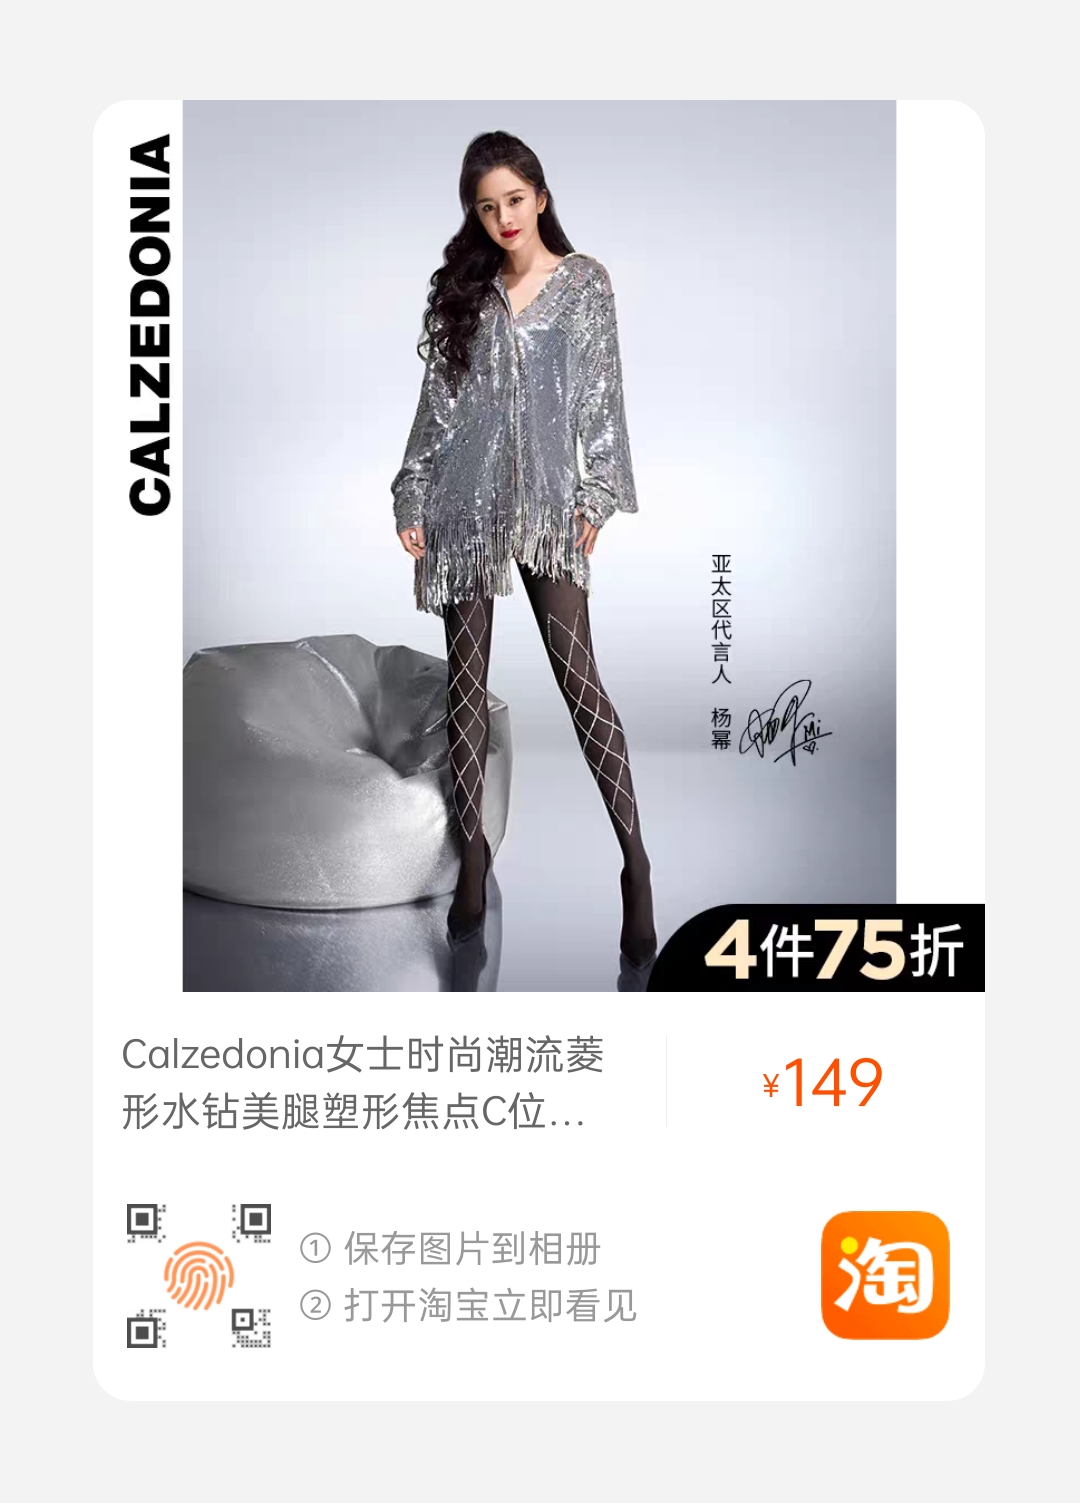 CALZEDONIA
亚太区代言人 杨幂
Mi
4件75折
Calzedonia女士时尚潮流菱
形水钻美腿塑形焦点C位...
¥149
① 保存图片到相册
② 打开淘宝立即看见
淘